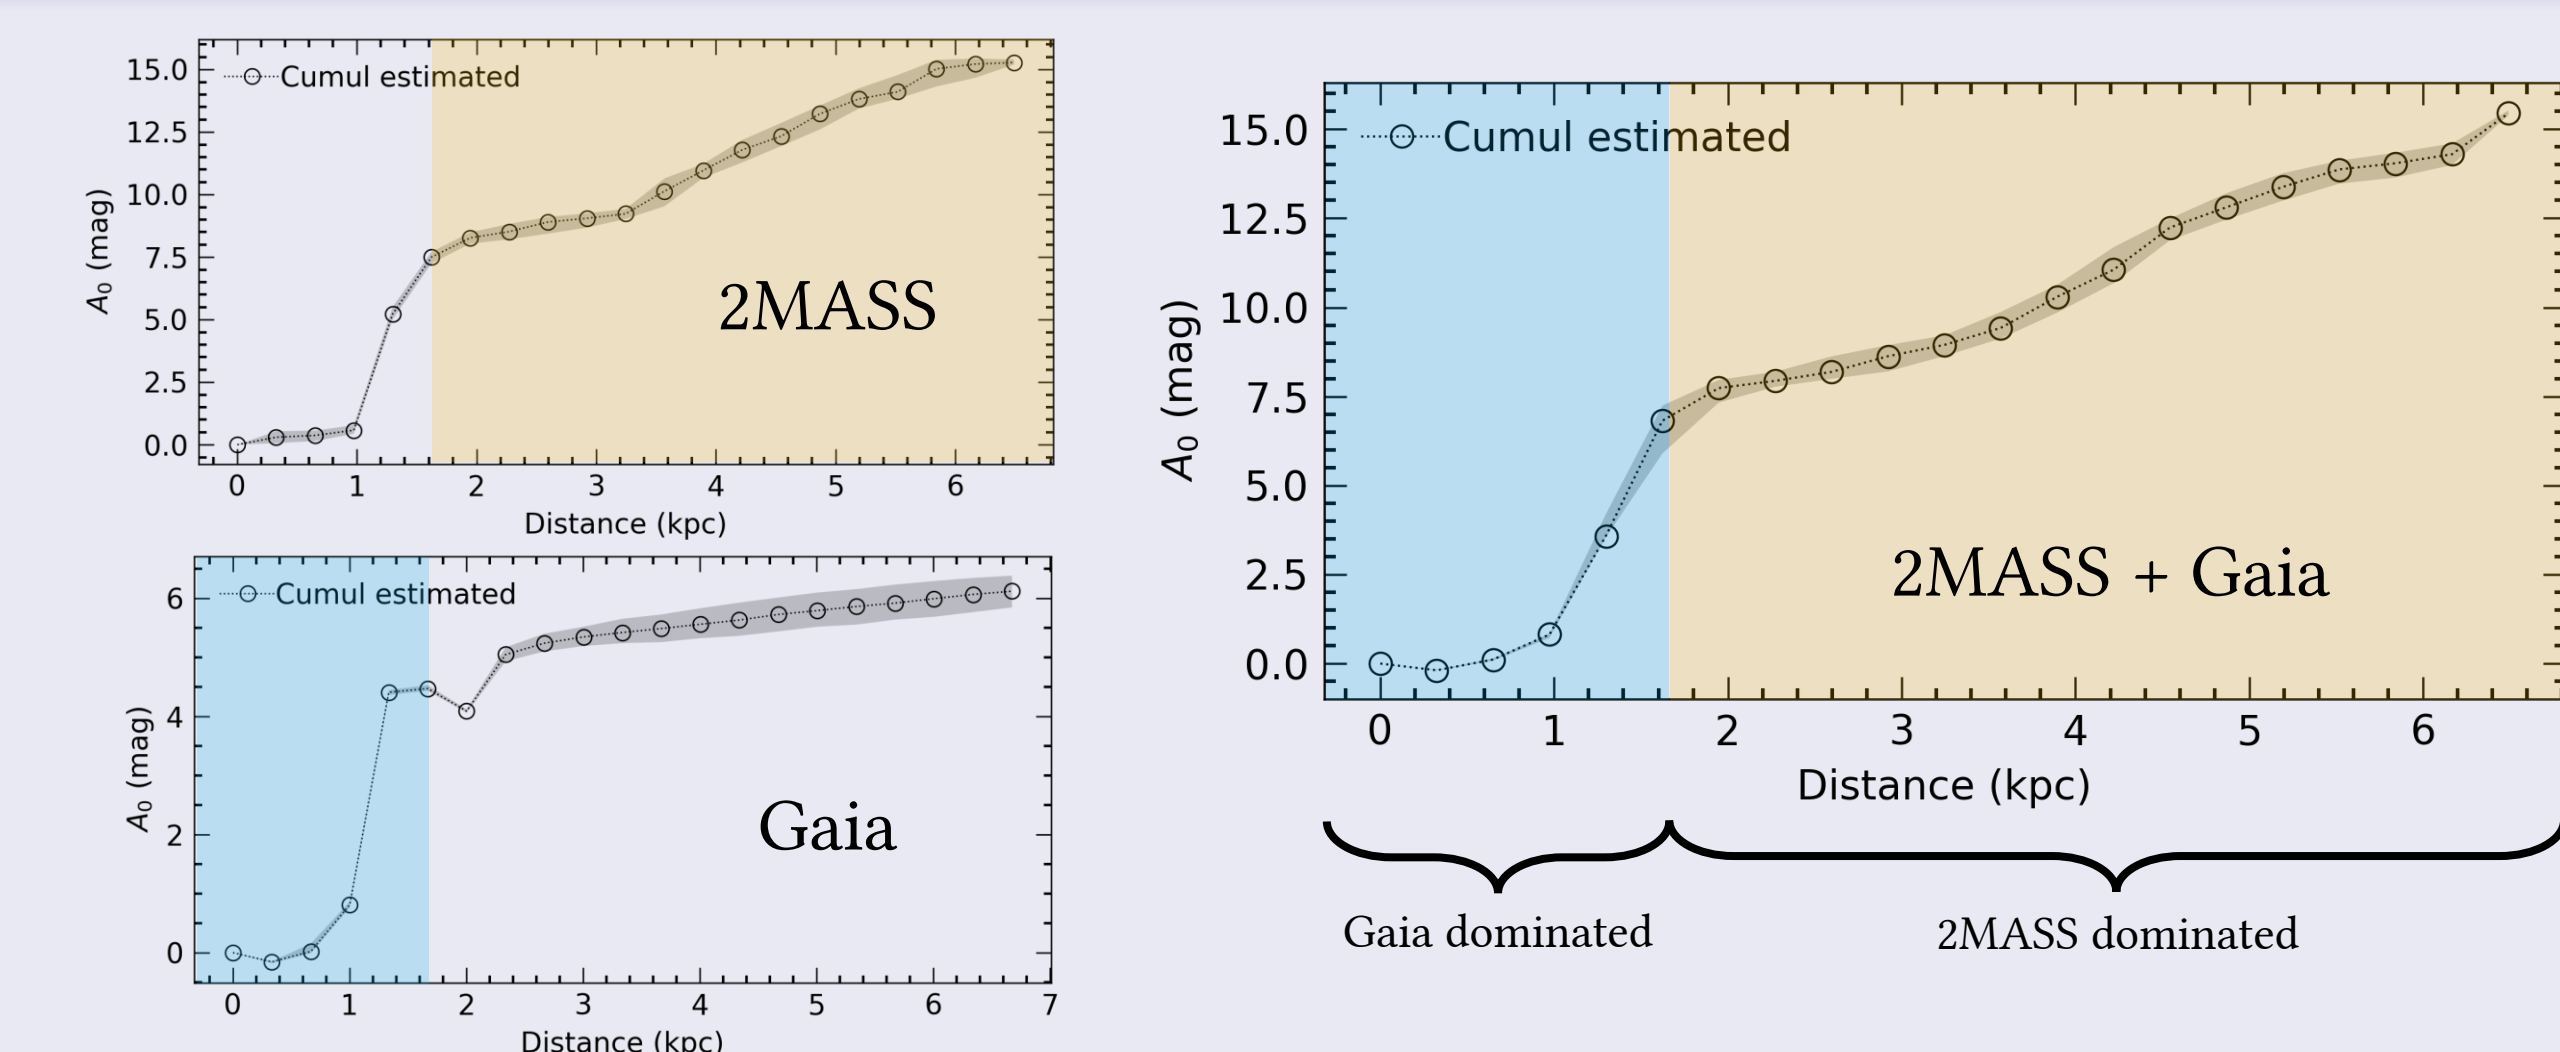 Cumul estimated
15.0
12.5
10.0
7.5
5.0
2.5
0.0
A₀ (mag)
2MASS
0 1 2 3 4 5 6
Distance (kpc)
Cumul estimated
6
4
2
0
A₀ (mag)
Gaia
0 1 2 3 4 5 6 7
Distance (kpc)
Cumul estimated
15.0
12.5
10.0
7.5
5.0
2.5
0.0
A₀ (mag)
2MASS + Gaia
0 1 2 3 4 5 6
Distance (kpc)
Gaia dominated
2MASS dominated